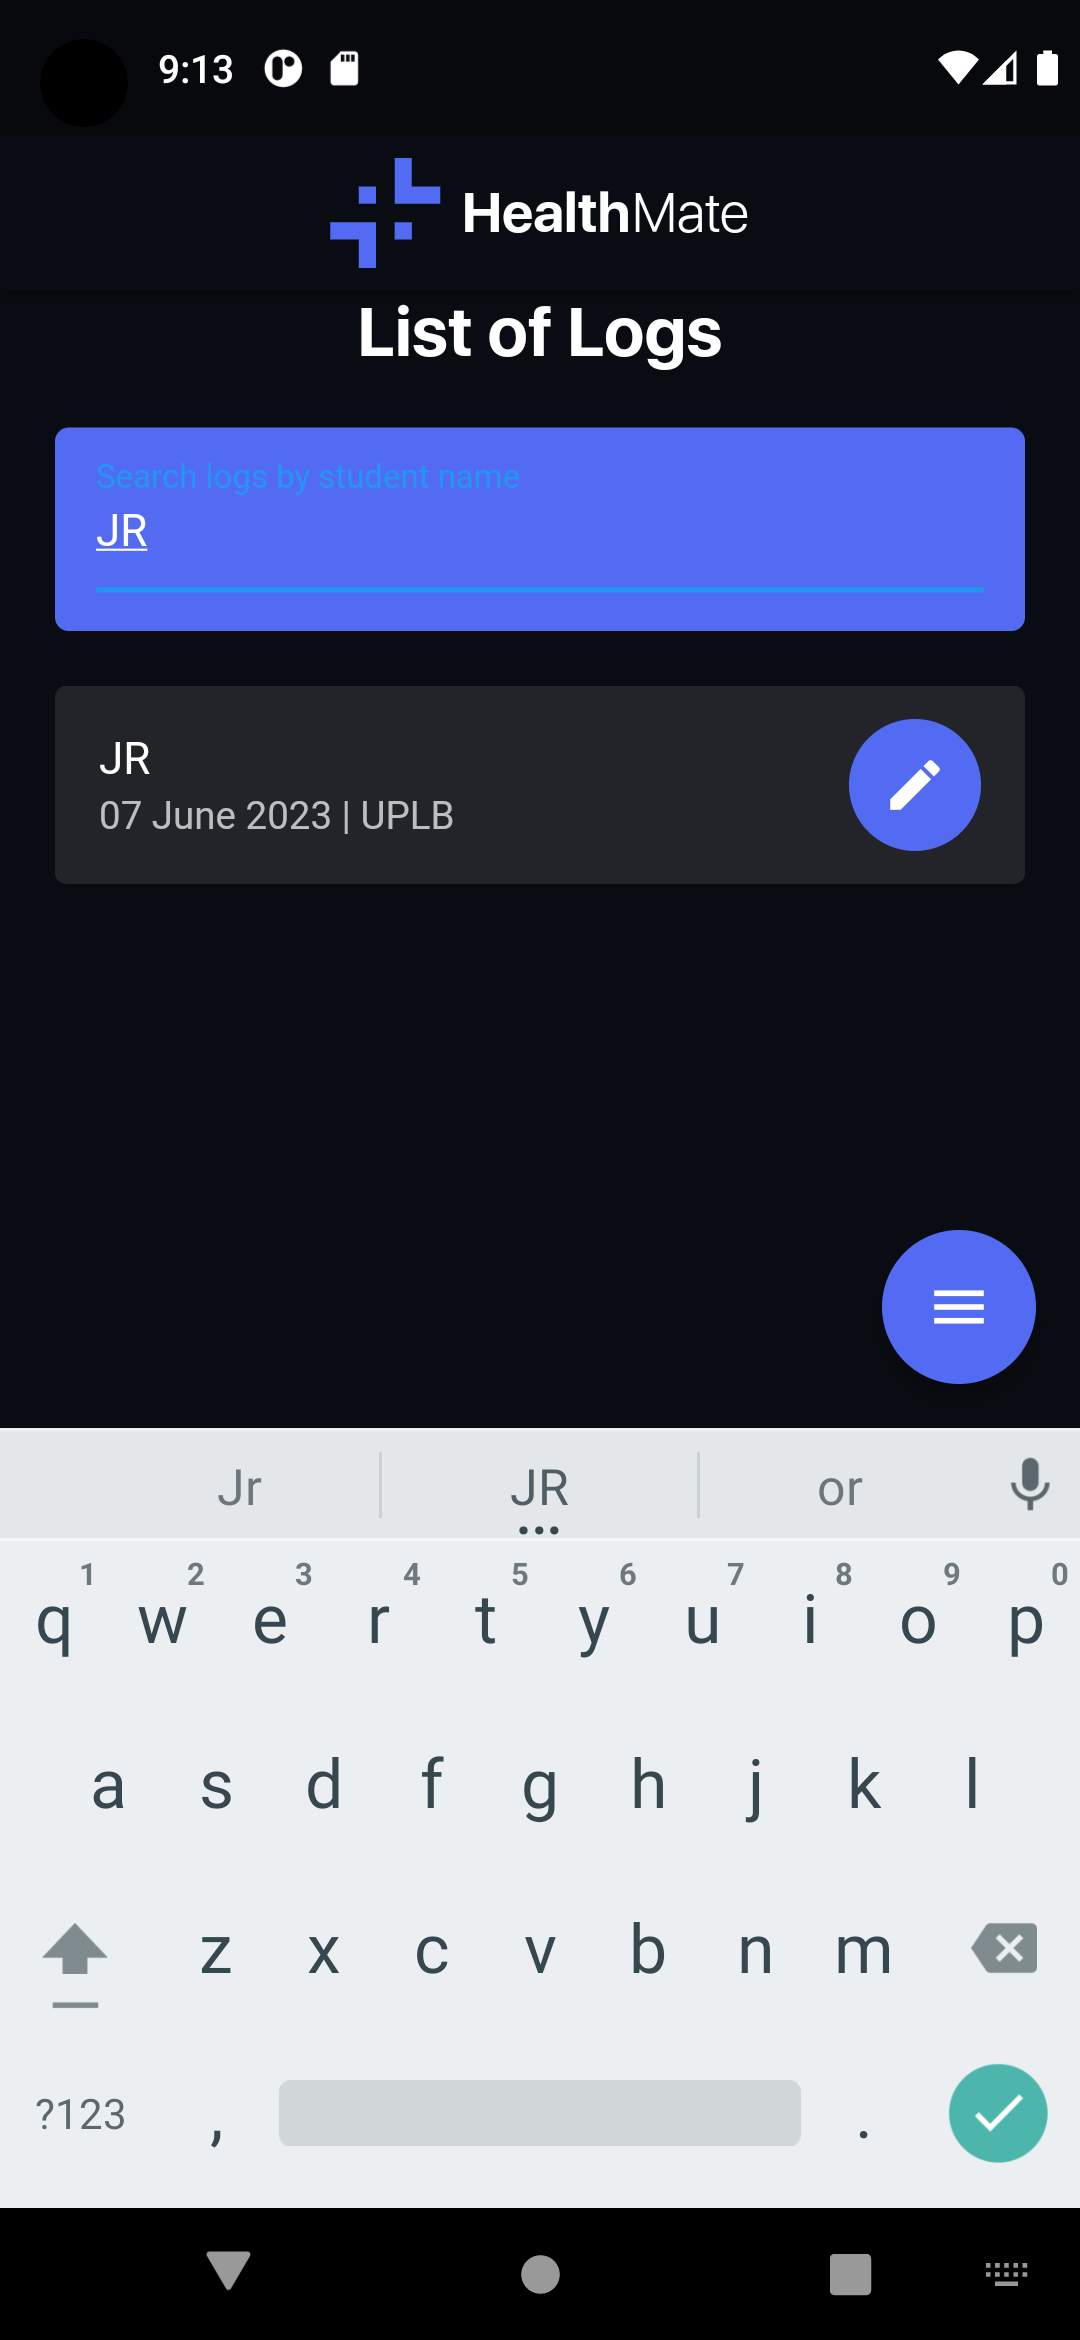 9:13
HealthMate
List of Logs
Search logs by student name
JR
JR
07 June 2023 | UPLB
Jr JR or
1 2 3 4 5 6 7 8 9 0
q w e r t y u i o p
a s d f g h j k l
z x c v b n m
?123 , .